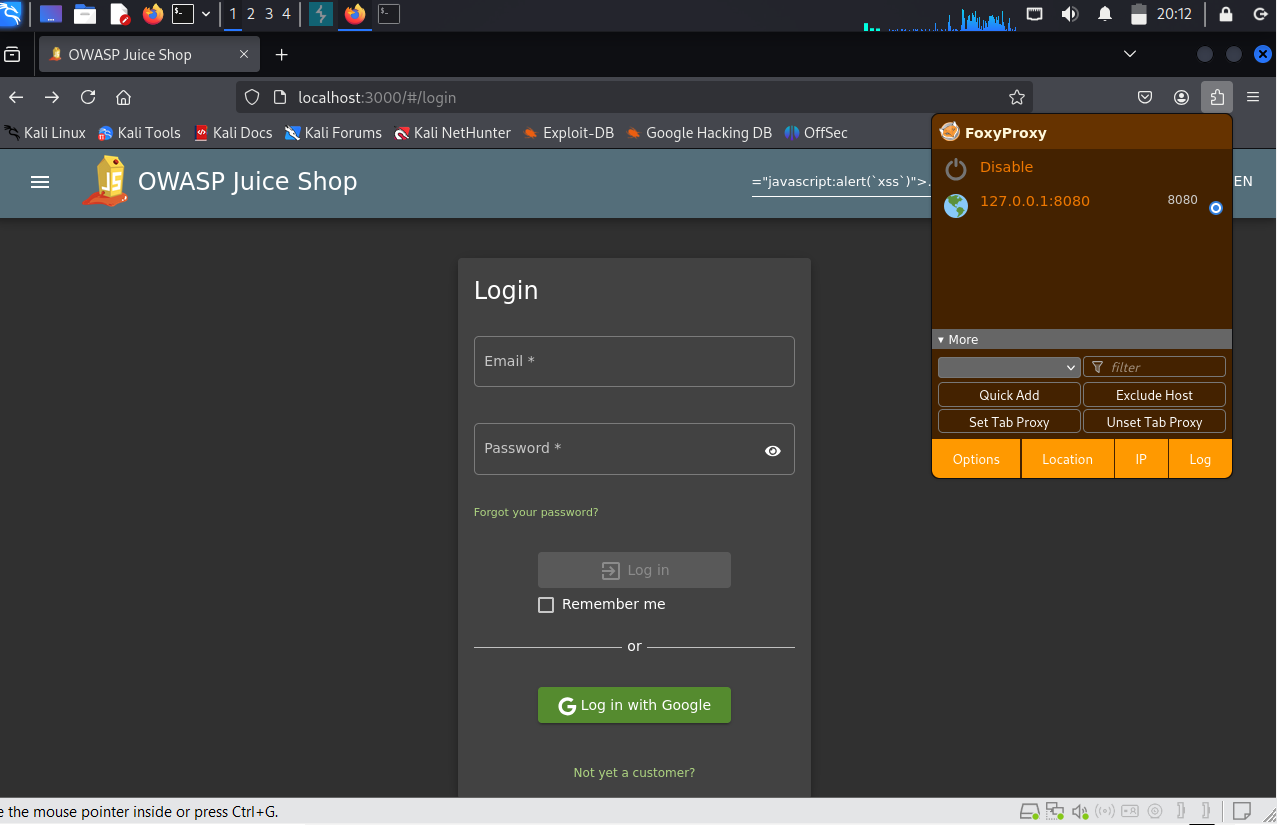 1 2 3 4
20:12
OWASP Juice Shop
localhost:3000/#/login
Kali Linux Kali Tools Kali Docs Kali Forums Kali NetHunter Exploit-DB Google Hacking DB OffSec
FoxyProxy
Disable
127.0.0.1:8080 8080
More
filter
Quick Add Exclude Host
Set Tab Proxy Unset Tab Proxy
Options Location IP Log
JS OWASP Juice Shop
="javascript:alert(`xss`)">.
EN
Login
Email *
Password *
Forgot your password?
Log in
Remember me
or
G Log in with Google
Not yet a customer?
e the mouse pointer inside or press Ctrl+G.